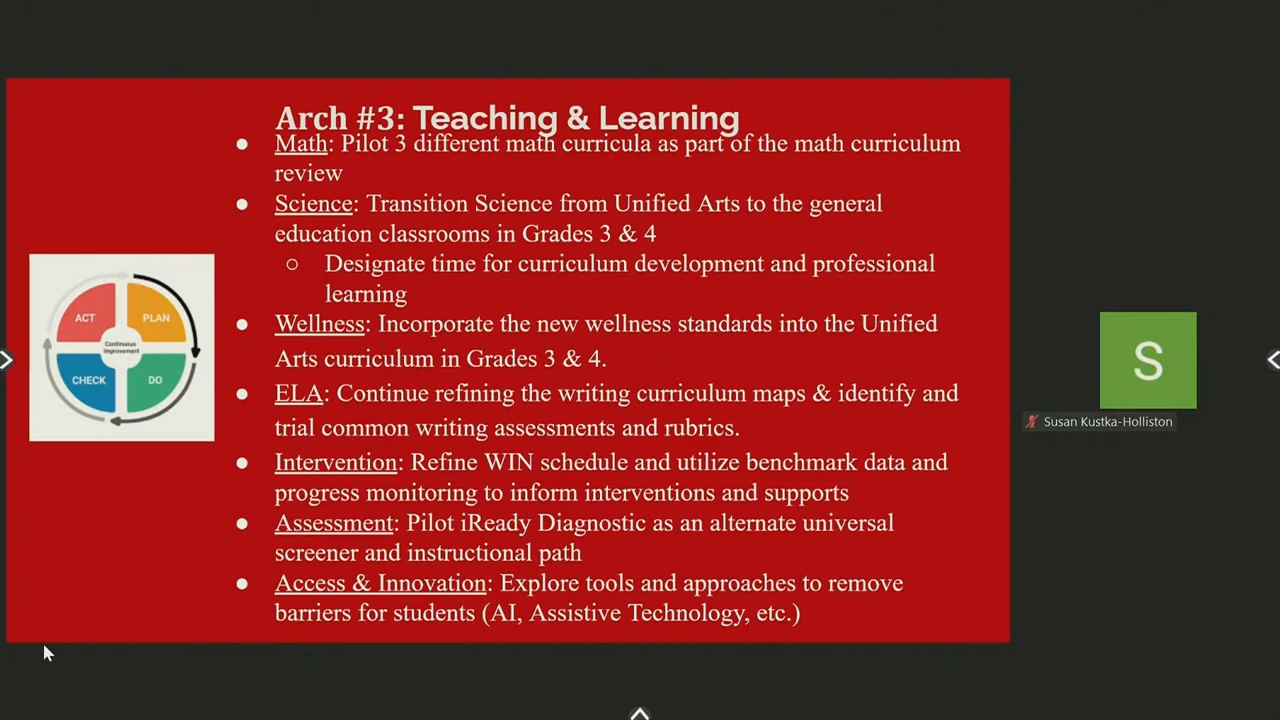 Arch #3: Teaching & Learning
● Math: Pilot 3 different math curricula as part of the math curriculum
review
● Science: Transition Science from Unified Arts to the general
education classrooms in Grades 3 & 4
○ Designate time for curriculum development and professional
learning
● Wellness: Incorporate the new wellness standards into the Unified
Arts curriculum in Grades 3 & 4.
● ELA: Continue refining the writing curriculum maps & identify and
trial common writing assessments and rubrics.
● Intervention: Refine WIN schedule and utilize benchmark data and
progress monitoring to inform interventions and supports
● Assessment: Pilot iReady Diagnostic as an alternate universal
screener and instructional path
● Access & Innovation: Explore tools and approaches to remove
barriers for students (AI, Assistive Technology, etc.)
ACT
PLAN
Continuous
Improvement
CHECK
DO
S
Susan Kustka-Holliston